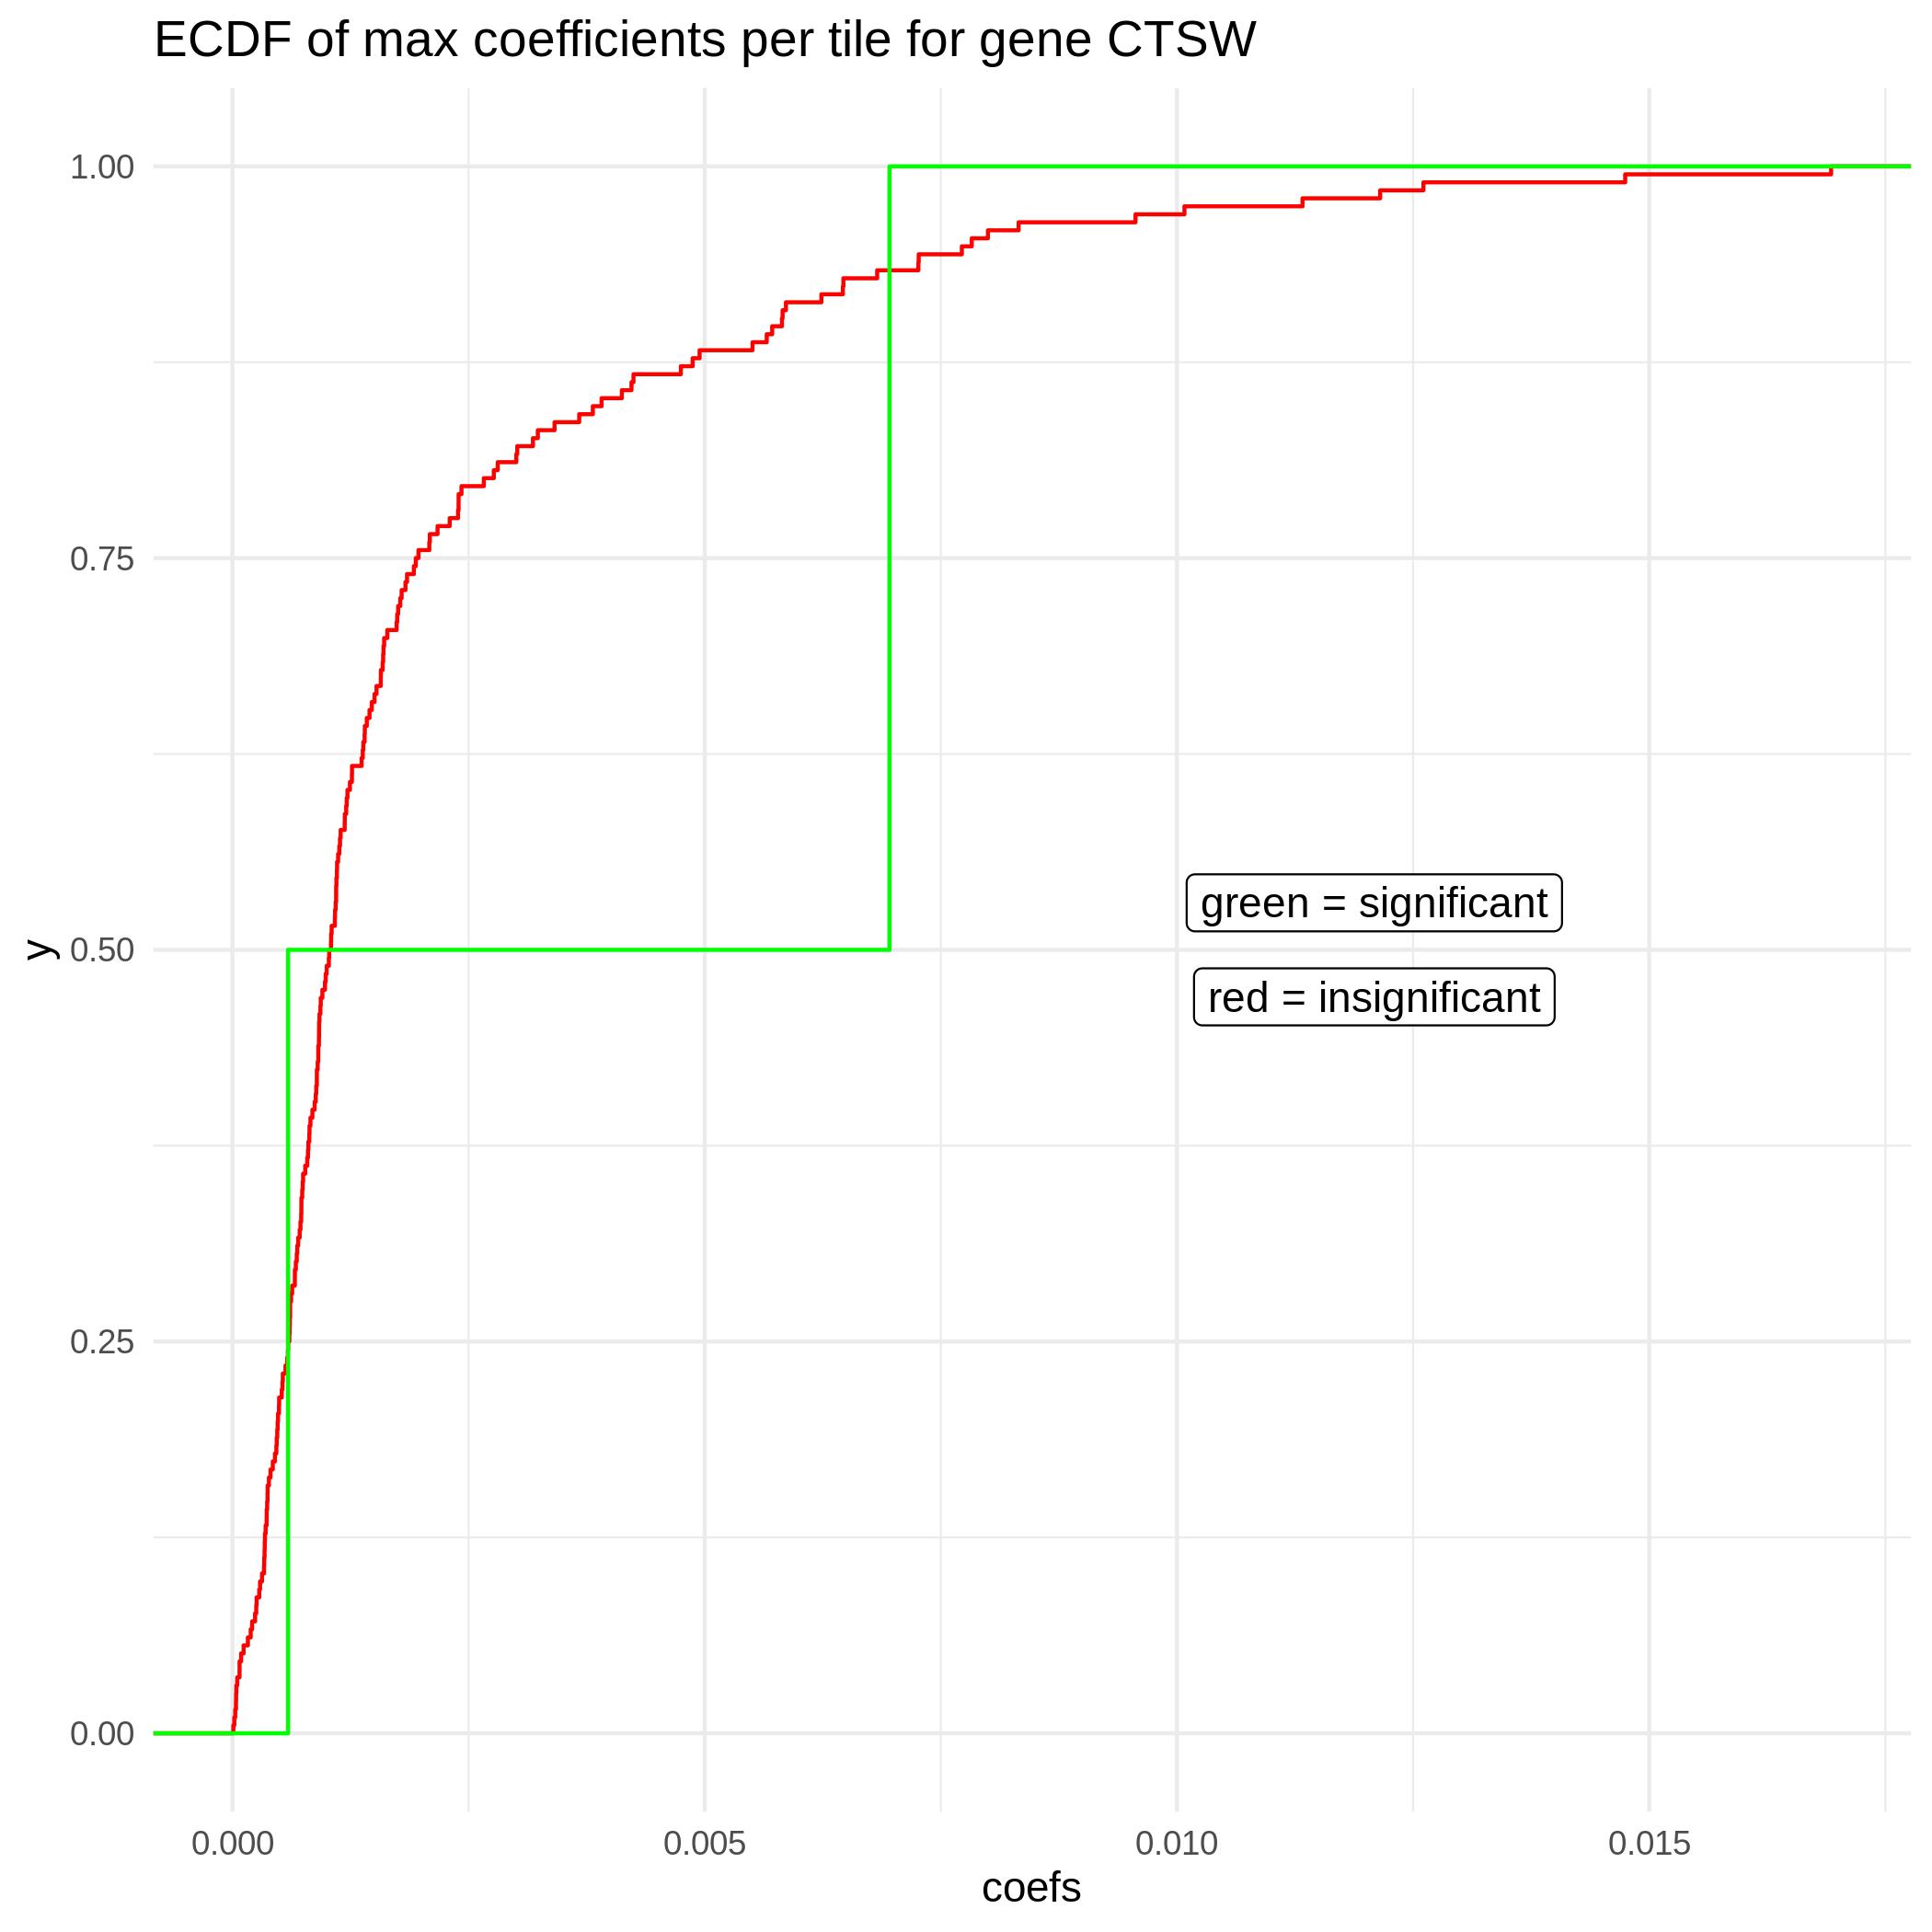 ECDF of max coefficients per tile for gene CTSW
1.00
0.75
0.50
0.25
0.00
y
green = significant
red = insignificant
0.000
0.005
0.010
0.015
coefs